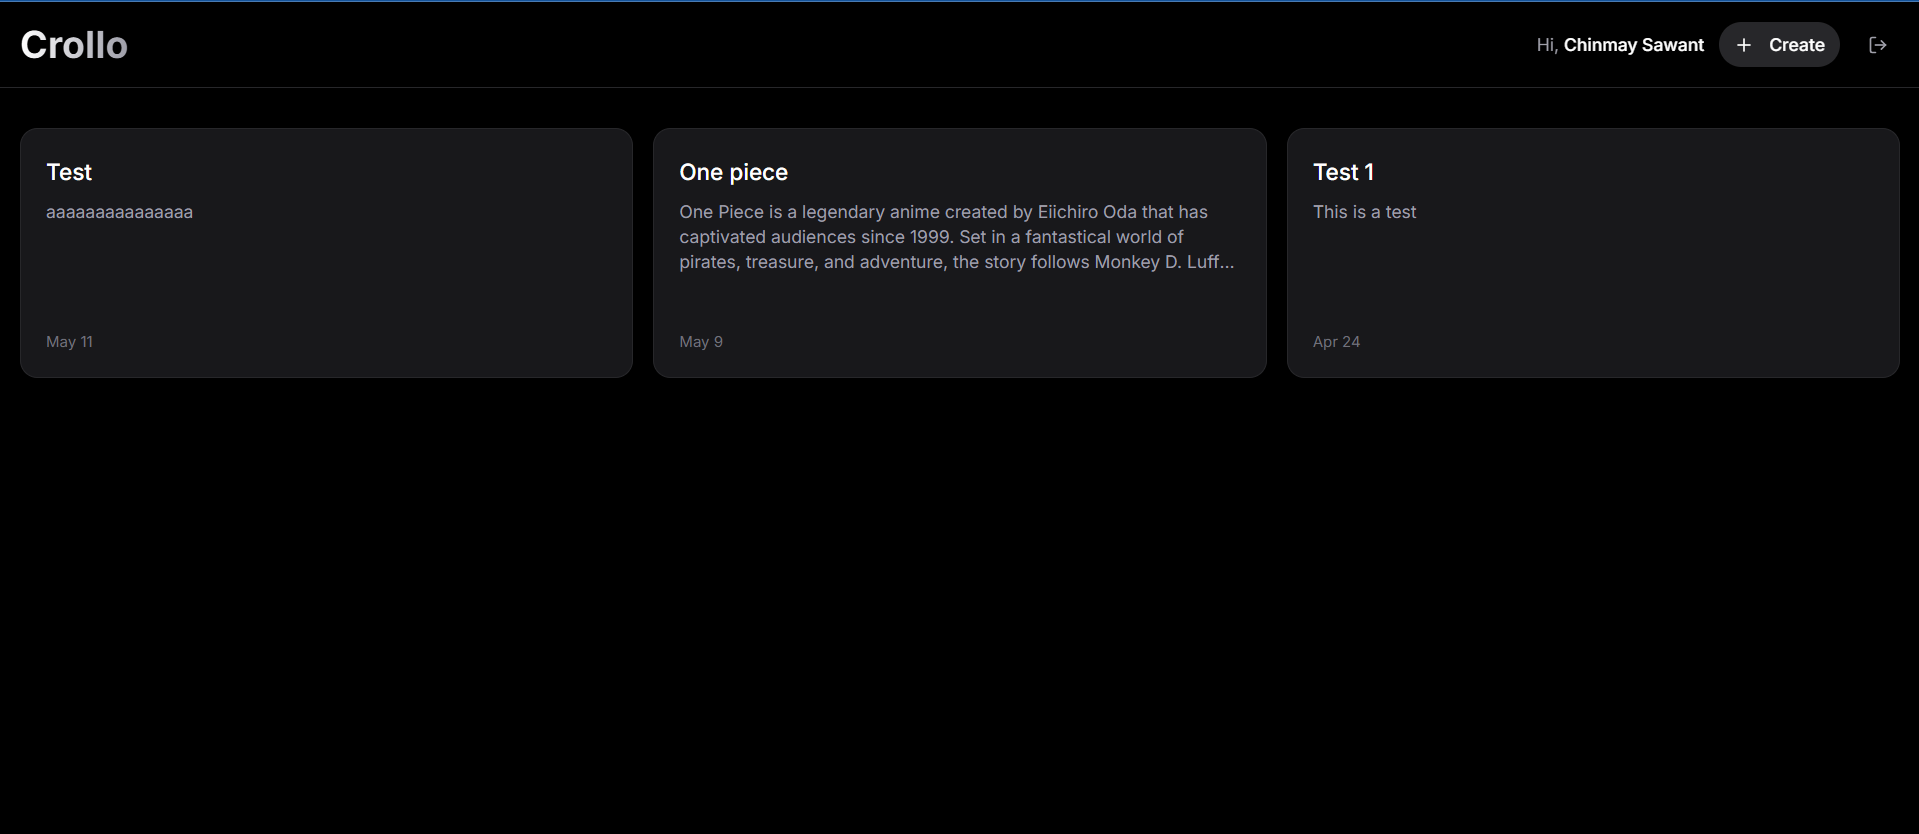 Crollo
Hi, Chinmay Sawant
Create
Test
aaaaaaaaaaaaaaa
May 11
One piece
One Piece is a legendary anime created by Eiichiro Oda that has
captivated audiences since 1999. Set in a fantastical world of
pirates, treasure, and adventure, the story follows Monkey D. Luff...
May 9
Test 1
This is a test
Apr 24